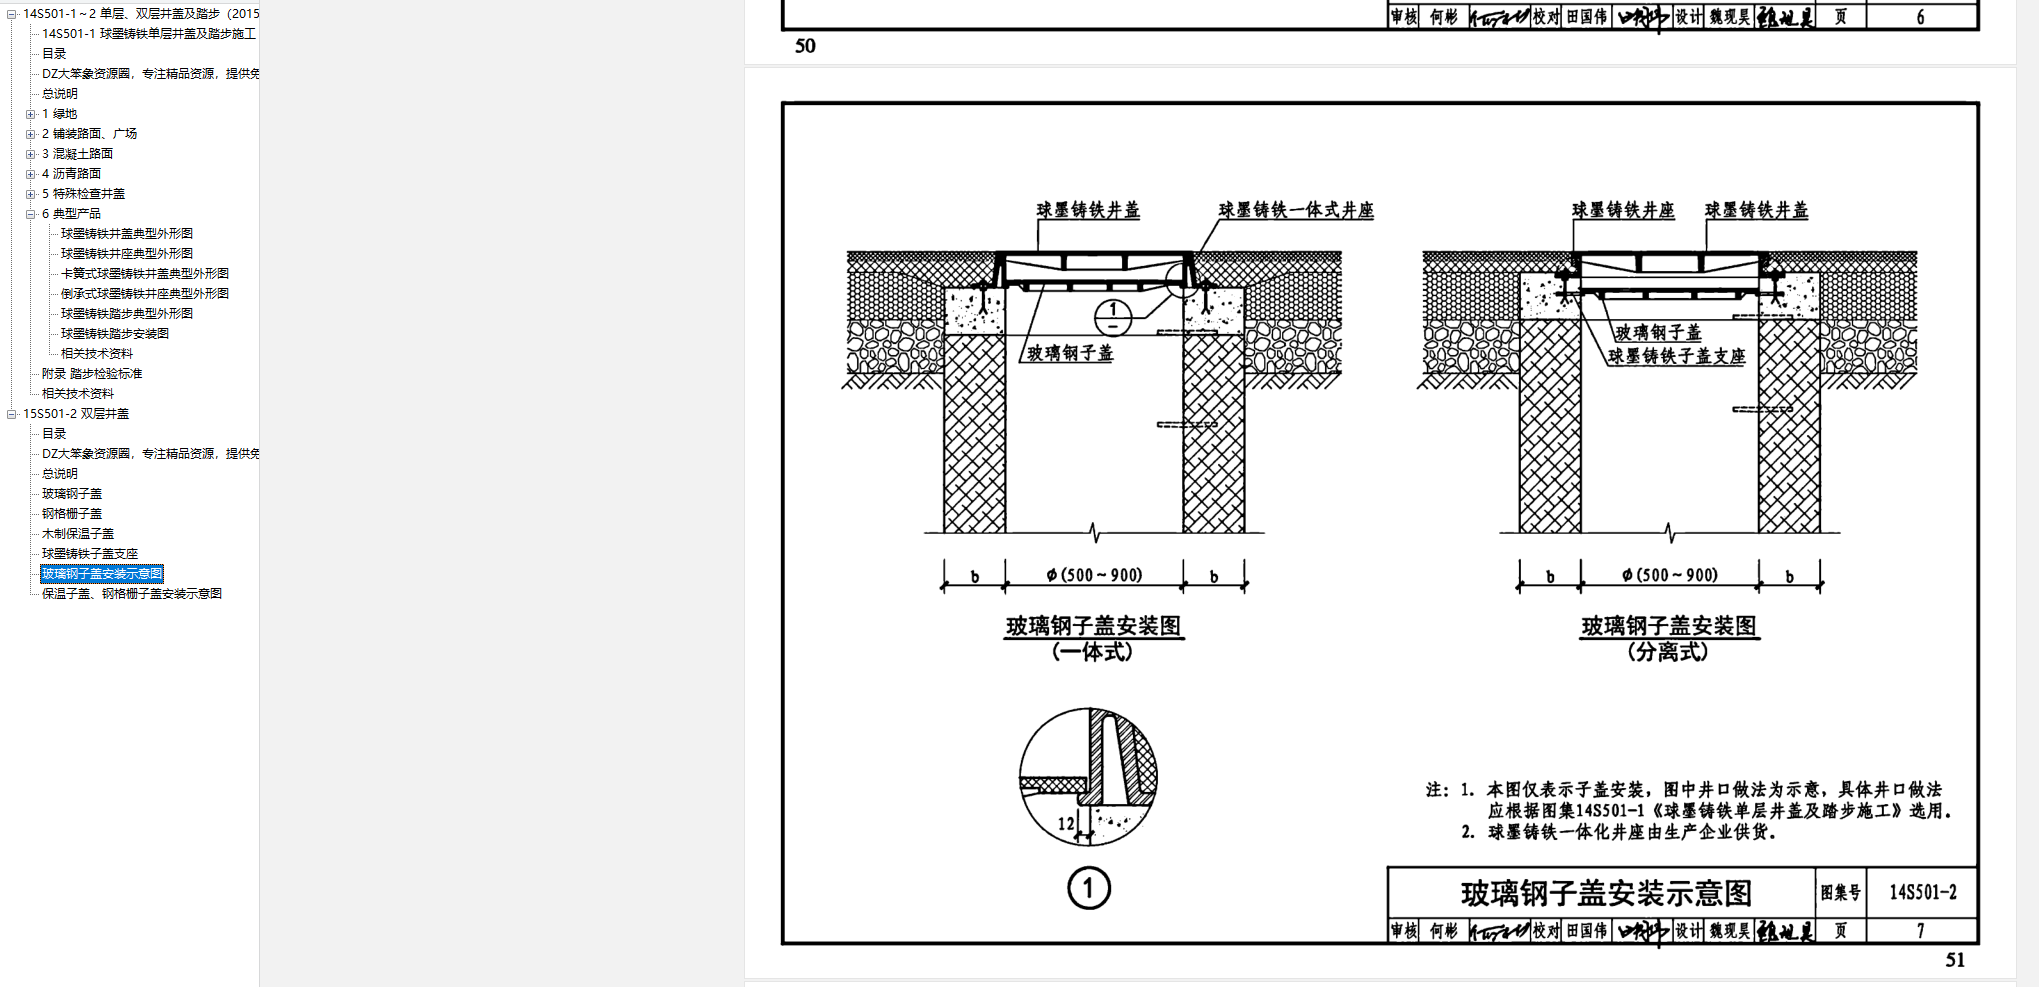 14S501-1～2 单层、双层井盖及踏步（2015
14S501-1 球墨铸铁单层井盖及踏步施工
目录
DZ大笨象资源圈，专注精品资源，提供免
总说明
1 绿地
2 铺装路面、广场
3 混凝土路面
4 沥青路面
5 特殊检查井盖
6 典型产品
球墨铸铁井盖典型外形图
球墨铸铁井座典型外形图
卡簧式球墨铸铁井盖典型外形图
倒承式球墨铸铁井座典型外形图
球墨铸铁踏步典型外形图
球墨铸铁踏步安装图
相关技术资料
附录 踏步检验标准
相关技术资料
15S501-2 双层井盖
目录
DZ大笨象资源圈，专注精品资源，提供免
总说明
玻璃钢子盖
钢格栅子盖
木制保温子盖
球墨铸铁子盖支座
玻璃钢子盖安装示意图
保温子盖、钢格栅子盖安装示意图
审核 何彬 校对 田国伟 设计 魏现昊 页 6
50
球墨铸铁井盖 球墨铸铁一体式井座
1
–
玻璃钢子盖
b φ(500～900) b
玻璃钢子盖安装图
(一体式)
球墨铸铁井座 球墨铸铁井盖
玻璃钢子盖
球墨铸铁子盖支座
b φ(500～900) b
玻璃钢子盖安装图
(分离式)
12
1
注：1. 本图仅表示子盖安装，图中井口做法为示意，具体井口做法
应根据图集14S501-1《球墨铸铁单层井盖及踏步施工》选用。
2. 球墨铸铁一体化井座由生产企业供货。
玻璃钢子盖安装示意图 图集号 14S501-2
审核 何彬 校对 田国伟 设计 魏现昊 页 7
51